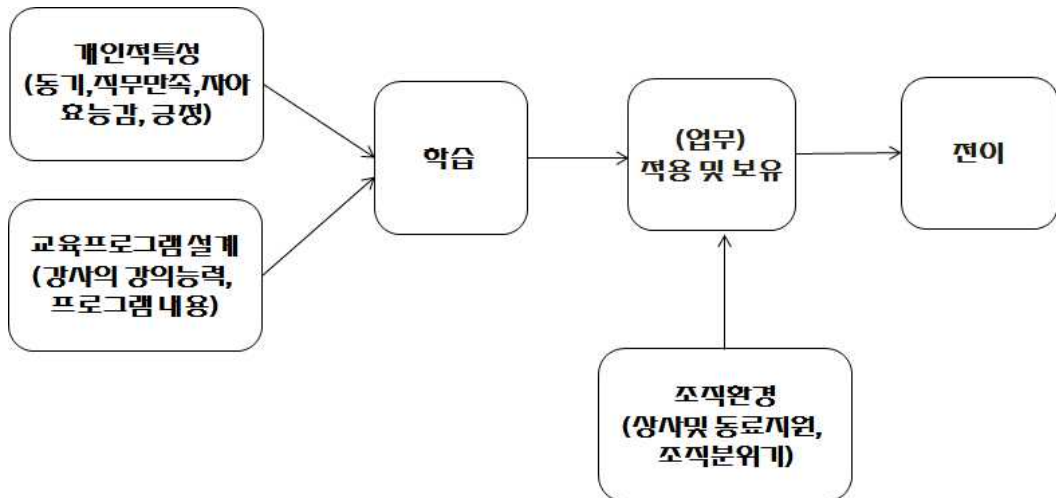 개인적특성
(동기,직무만족,자아
효능감, 긍정)
교육프로그램 설계
(강사의 강의능력,
프로그램 내용)
학습
(업무)
적용 및 보유
전이
조직환경
(상사및 동료지원,
조직분위기)